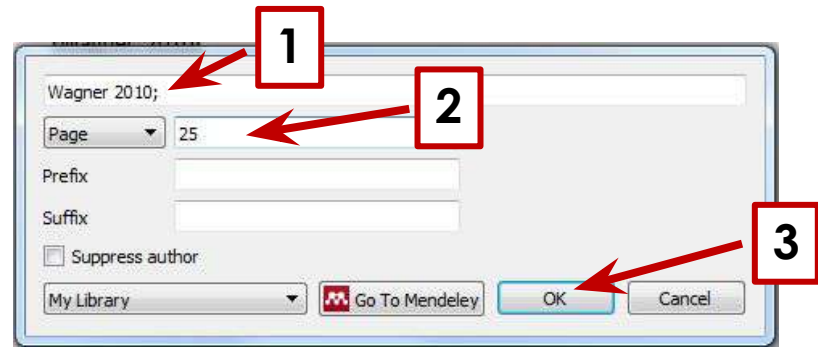 1
Wagner 2010;
2
Page 25
Prefix
Suffix
Suppress author
3
My Library Go To Mendeley OK Cancel